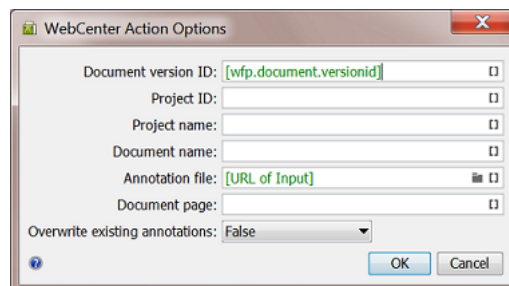 WebCenter Action Options
Document version ID: [wfp.document.versionid]
Project ID:
Project name:
Document name:
Annotation file: [URL of Input]
Document page:
Overwrite existing annotations: False
OK Cancel